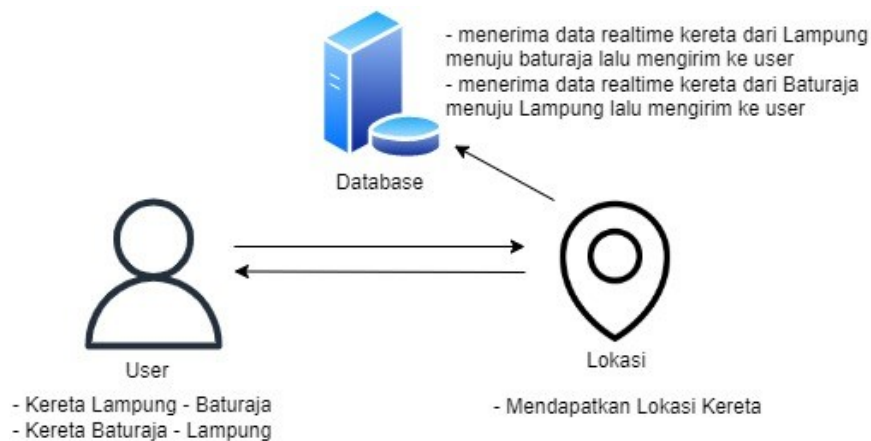 - menerima data realtime kereta dari Lampung
menuju baturaja lalu mengirim ke user
- menerima data realtime kereta dari Baturaja
menuju Lampung lalu mengirim ke user
Database
User
- Kereta Lampung - Baturaja
- Kereta Baturaja - Lampung
Lokasi
- Mendapatkan Lokasi Kereta